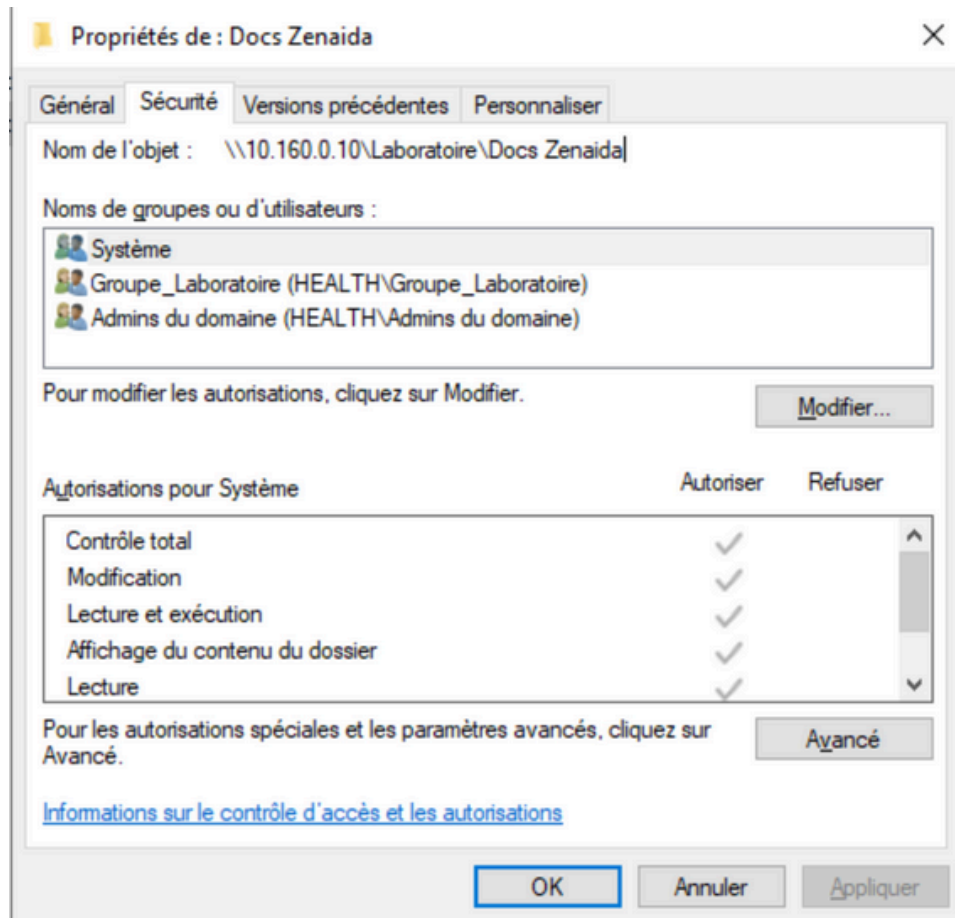 Propriétés de : Docs Zenaida
Général Sécurité Versions précédentes Personnaliser
Nom de l'objet : \\10.160.0.10\Laboratoire\Docs Zenaida
Noms de groupes ou d'utilisateurs :
Système
Groupe_Laboratoire (HEALTH\Groupe_Laboratoire)
Admins du domaine (HEALTH\Admins du domaine)
Pour modifier les autorisations, cliquez sur Modifier.
Modifier...
Autorisations pour Système Autoriser Refuser
Contrôle total
Modification
Lecture et exécution
Affichage du contenu du dossier
Lecture
Pour les autorisations spéciales et les paramètres avancés, cliquez sur
Avancé.
Avancé
Informations sur le contrôle d'accès et les autorisations
OK Annuler Appliquer